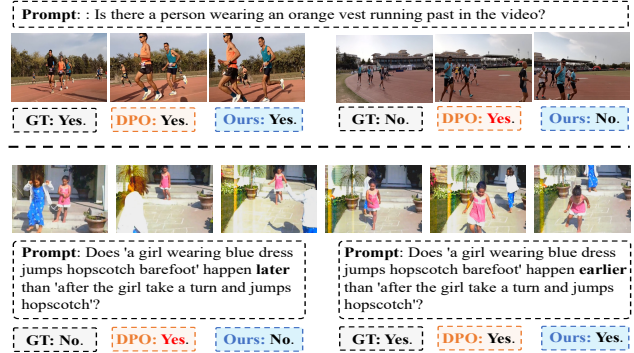 Prompt: : Is there a person wearing an orange vest running past in the video?
GT: Yes. DPO: Yes. Ours: Yes. GT: No. DPO: Yes. Ours: No.
Prompt: Does 'a girl wearing blue dress
jumps hopscotch barefoot' happen later
than 'after the girl take a turn and jumps
hopscotch'?
GT: No. DPO: Yes. Ours: No.
Prompt: Does 'a girl wearing blue dress
jumps hopscotch barefoot' happen earlier
than 'after the girl take a turn and jumps
hopscotch'?
GT: Yes. DPO: Yes. Ours: Yes.